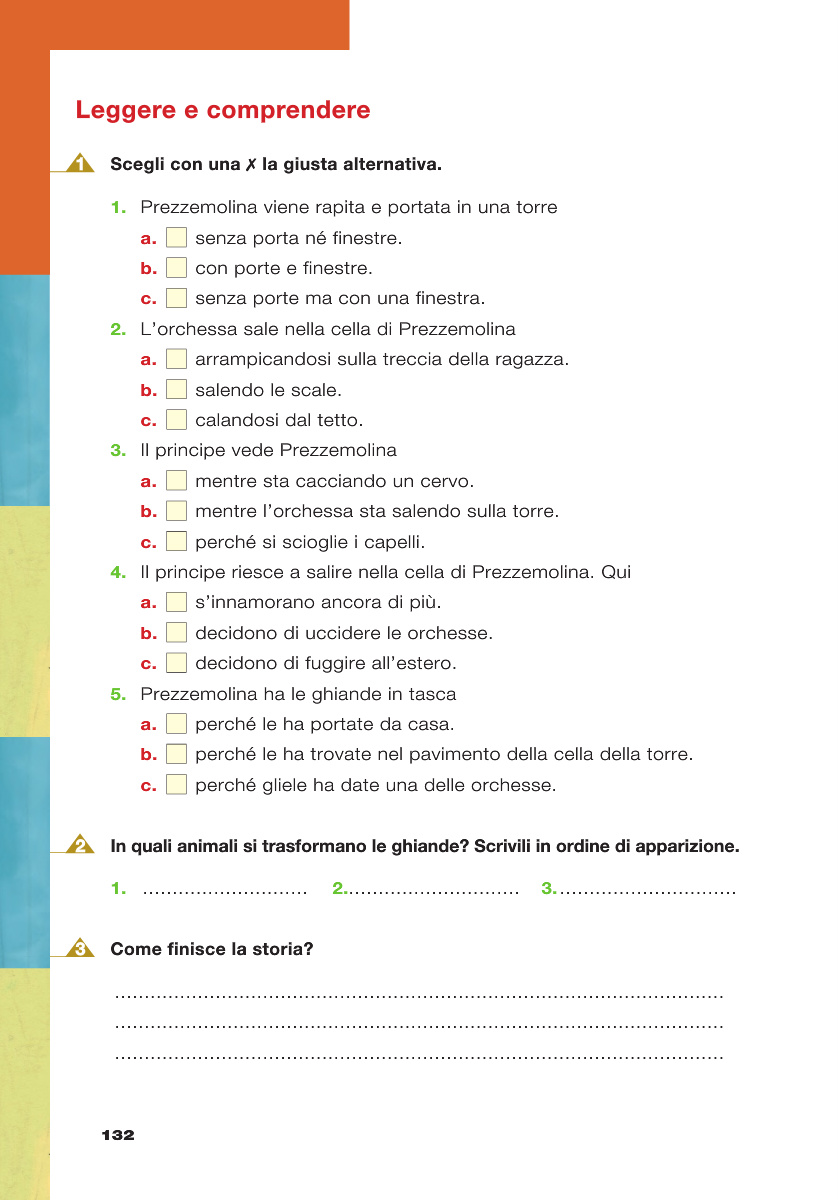 Leggere e comprendere
1 Scegli con una ✗ la giusta alternativa.
1. Prezzemolina viene rapita e portata in una torre
a. senza porta né finestre.
b. con porte e finestre.
c. senza porte ma con una finestra.
2. L'orchessa sale nella cella di Prezzemolina
a. arrampicandosi sulla treccia della ragazza.
b. salendo le scale.
c. calandosi dal tetto.
3. Il principe vede Prezzemolina
a. mentre sta cacciando un cervo.
b. mentre l'orchessa sta salendo sulla torre.
c. perché si scioglie i capelli.
4. Il principe riesce a salire nella cella di Prezzemolina. Qui
a. s'innamorano ancora di più.
b. decidono di uccidere le orchesse.
c. decidono di fuggire all'estero.
5. Prezzemolina ha le ghiande in tasca
a. perché le ha portate da casa.
b. perché le ha trovate nel pavimento della cella della torre.
c. perché gliele ha date una delle orchesse.
2 In quali animali si trasformano le ghiande? Scrivili in ordine di apparizione.
1. ............................ 2.............................. 3...............................
3 Come finisce la storia?
.......................................................................................................
.......................................................................................................
.......................................................................................................
132